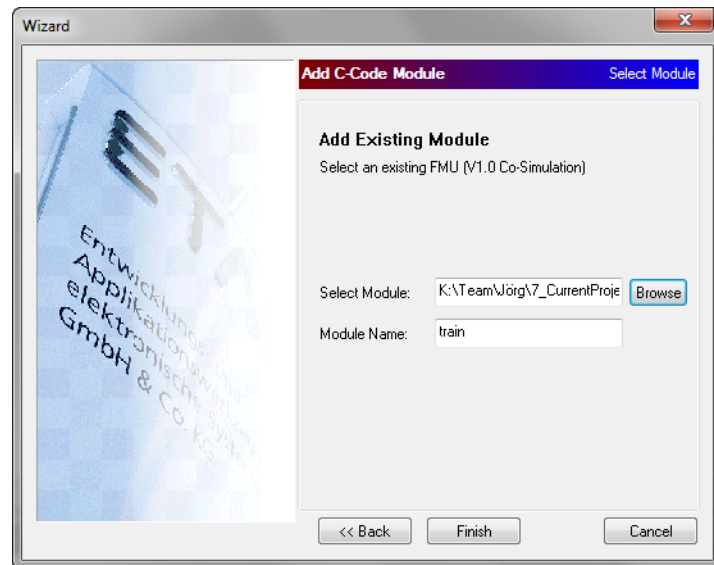 Wizard
Add C-Code Module
Select Module
Add Existing Module
Select an existing FMU (V1.0 Co-Simulation)
Select Module:
K:\Team\Jörg\7_CurrentProje
Browse
Module Name:
train
ET
Entwicklungs- und
Applikationswerkzeuge
elektronische Systeme
GmbH & Co. KG
<< Back
Finish
Cancel